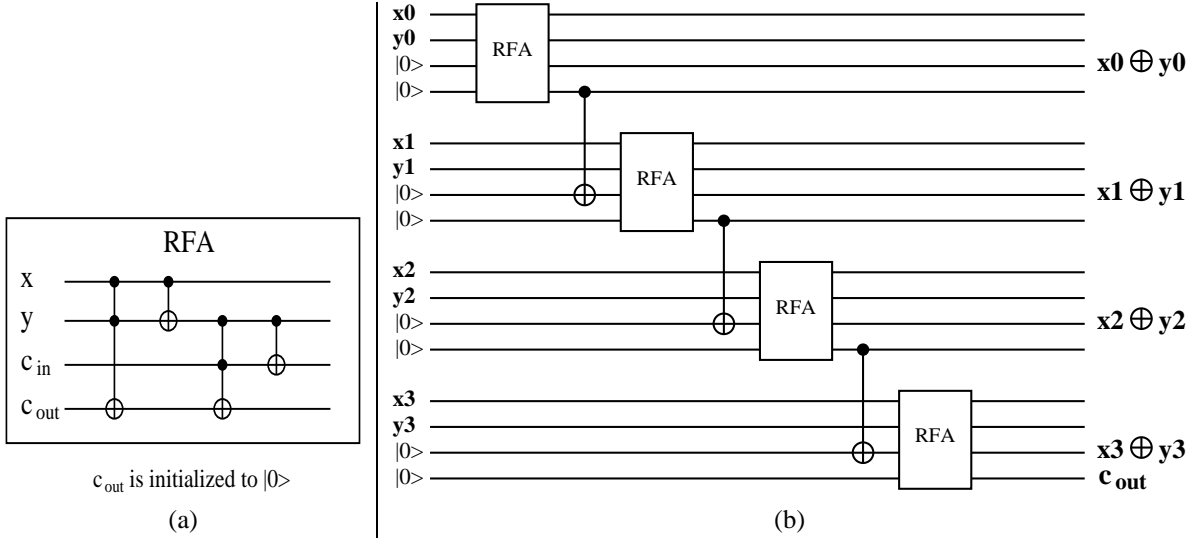 RFA
x
y
c in
c out
c out is initialized to |0>
(a)
x0
y0
|0>
|0>
RFA
x0 ⊕ y0
x1
y1
|0>
|0>
RFA
x1 ⊕ y1
x2
y2
|0>
|0>
RFA
x2 ⊕ y2
x3
y3
|0>
|0>
RFA
x3 ⊕ y3
c out
(b)